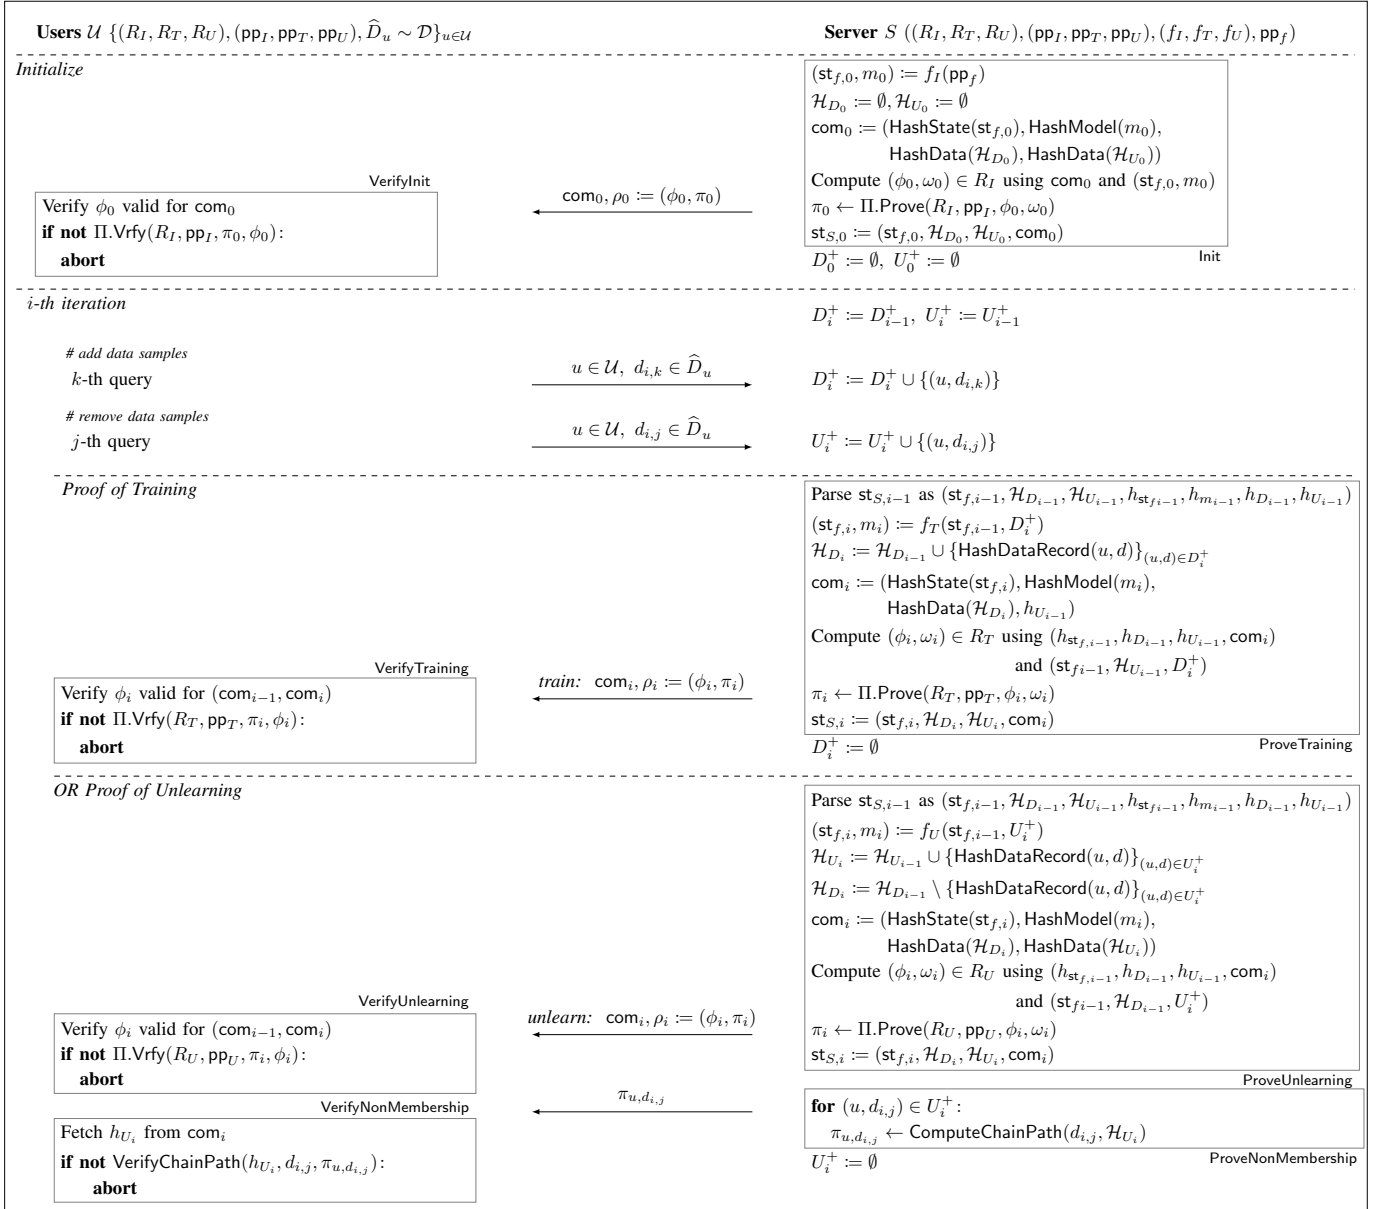 Users 𝒰 {(R_I, R_T, R_U), (pp_I, pp_T, pp_U), D̂_u ∼ 𝒟}_{u∈𝒰}
Server S ((R_I, R_T, R_U), (pp_I, pp_T, pp_U), (f_I, f_T, f_U), pp_f)
Initialize
(st_{f,0}, m_0) := f_I(pp_f)
ℋ_{D_0} := ∅, ℋ_{U_0} := ∅
com_0 := (HashState(st_{f,0}), HashModel(m_0),
HashData(ℋ_{D_0}), HashData(ℋ_{U_0}))
Compute (ϕ_0, ω_0) ∈ R_I using com_0 and (st_{f,0}, m_0)
π_0 ← Π.Prove(R_I, pp_I, ϕ_0, ω_0)
st_{S,0} := (st_{f,0}, ℋ_{D_0}, ℋ_{U_0}, com_0)
Init
D_0^+ := ∅, U_0^+ := ∅
com_0, ρ_0 := (ϕ_0, π_0)
VerifyInit
Verify ϕ_0 valid for com_0
if not Π.Vrfy(R_I, pp_I, π_0, ϕ_0):
abort
i-th iteration
D_i^+ := D_{i−1}^+, U_i^+ := U_{i−1}^+
# add data samples
k-th query
u ∈ 𝒰, d_{i,k} ∈ D̂_u
D_i^+ := D_i^+ ∪ {(u, d_{i,k})}
# remove data samples
j-th query
u ∈ 𝒰, d_{i,j} ∈ D̂_u
U_i^+ := U_i^+ ∪ {(u, d_{i,j})}
Proof of Training
Parse st_{S,i−1} as (st_{f,i−1}, ℋ_{D_{i−1}}, ℋ_{U_{i−1}}, h_{st_{fi−1}}, h_{m_{i−1}}, h_{D_{i−1}}, h_{U_{i−1}})
(st_{f,i}, m_i) := f_T(st_{f,i−1}, D_i^+)
ℋ_{D_i} := ℋ_{D_{i−1}} ∪ {HashDataRecord(u, d)}_{(u,d)∈D_i^+}
com_i := (HashState(st_{f,i}), HashModel(m_i),
HashData(ℋ_{D_i}), h_{U_{i−1}})
Compute (ϕ_i, ω_i) ∈ R_T using (h_{st_{f,i−1}}, h_{D_{i−1}}, h_{U_{i−1}}, com_i)
and (st_{fi−1}, ℋ_{U_{i−1}}, D_i^+)
π_i ← Π.Prove(R_T, pp_T, ϕ_i, ω_i)
st_{S,i} := (st_{f,i}, ℋ_{D_i}, ℋ_{U_i}, com_i)
ProveTraining
D_i^+ := ∅
train: com_i, ρ_i := (ϕ_i, π_i)
VerifyTraining
Verify ϕ_i valid for (com_{i−1}, com_i)
if not Π.Vrfy(R_T, pp_T, π_i, ϕ_i):
abort
OR Proof of Unlearning
Parse st_{S,i−1} as (st_{f,i−1}, ℋ_{D_{i−1}}, ℋ_{U_{i−1}}, h_{st_{fi−1}}, h_{m_{i−1}}, h_{D_{i−1}}, h_{U_{i−1}})
(st_{f,i}, m_i) := f_U(st_{f,i−1}, U_i^+)
ℋ_{U_i} := ℋ_{U_{i−1}} ∪ {HashDataRecord(u, d)}_{(u,d)∈U_i^+}
ℋ_{D_i} := ℋ_{D_{i−1}} \ {HashDataRecord(u, d)}_{(u,d)∈U_i^+}
com_i := (HashState(st_{f,i}), HashModel(m_i),
HashData(ℋ_{D_i}), HashData(ℋ_{U_i}))
Compute (ϕ_i, ω_i) ∈ R_U using (h_{st_{f,i−1}}, h_{D_{i−1}}, h_{U_{i−1}}, com_i)
and (st_{fi−1}, ℋ_{D_{i−1}}, U_i^+)
π_i ← Π.Prove(R_U, pp_U, ϕ_i, ω_i)
st_{S,i} := (st_{f,i}, ℋ_{D_i}, ℋ_{U_i}, com_i)
ProveUnlearning
unlearn: com_i, ρ_i := (ϕ_i, π_i)
VerifyUnlearning
Verify ϕ_i valid for (com_{i−1}, com_i)
if not Π.Vrfy(R_U, pp_U, π_i, ϕ_i):
abort
for (u, d_{i,j}) ∈ U_i^+:
π_{u,d_{i,j}} ← ComputeChainPath(d_{i,j}, ℋ_{U_i})
ProveNonMembership
U_i^+ := ∅
π_{u,d_{i,j}}
VerifyNonMembership
Fetch h_{U_i} from com_i
if not VerifyChainPath(h_{U_i}, d_{i,j}, π_{u,d_{i,j}}):
abort